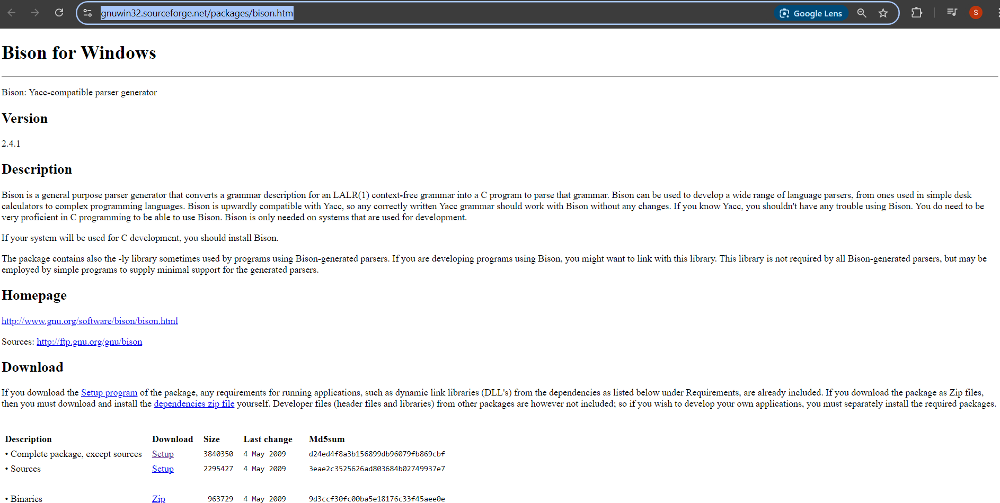 gnuwin32.sourceforge.net/packages/bison.htm
Google Lens
S
Bison for Windows
Bison: Yacc-compatible parser generator
Version
2.4.1
Description
Bison is a general purpose parser generator that converts a grammar description for an LALR(1) context-free grammar into a C program to parse that grammar. Bison can be used to develop a wide range of language parsers, from ones used in simple desk
calculators to complex programming languages. Bison is upwardly compatible with Yacc, so any correctly written Yacc grammar should work with Bison without any changes. If you know Yacc, you shouldn't have any trouble using Bison. You do need to be
very proficient in C programming to be able to use Bison. Bison is only needed on systems that are used for development.
If your system will be used for C development, you should install Bison.
The package contains also the -ly library sometimes used by programs using Bison-generated parsers. If you are developing programs using Bison, you might want to link with this library. This library is not required by all Bison-generated parsers, but may be
employed by simple programs to supply minimal support for the generated parsers.
Homepage
http://www.gnu.org/software/bison/bison.html
Sources: http://ftp.gnu.org/gnu/bison
Download
If you download the Setup program of the package, any requirements for running applications, such as dynamic link libraries (DLL's) from the dependencies as listed below under Requirements, are already included. If you download the package as Zip files,
then you must download and install the dependencies zip file yourself. Developer files (header files and libraries) from other packages are however not included; so if you wish to develop your own applications, you must separately install the required packages.
Description Download Size Last change Md5sum
• Complete package, except sources Setup 3840350 4 May 2009 d24ed4f8a3b156899db96079fb869cbf
• Sources Setup 2295427 4 May 2009 3eae2c3525626ad803684b02749937e7
• Binaries Zip 963729 4 May 2009 9d3ccf30fc00ba5e18176c33f45aee0e